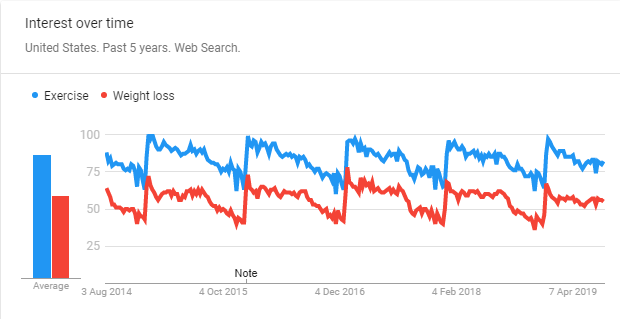 Interest over time
United States. Past 5 years. Web Search.
Exercise Weight loss
100
75
50
25
Note
Average 3 Aug 2014 4 Oct 2015 4 Dec 2016 4 Feb 2018 7 Apr 2019